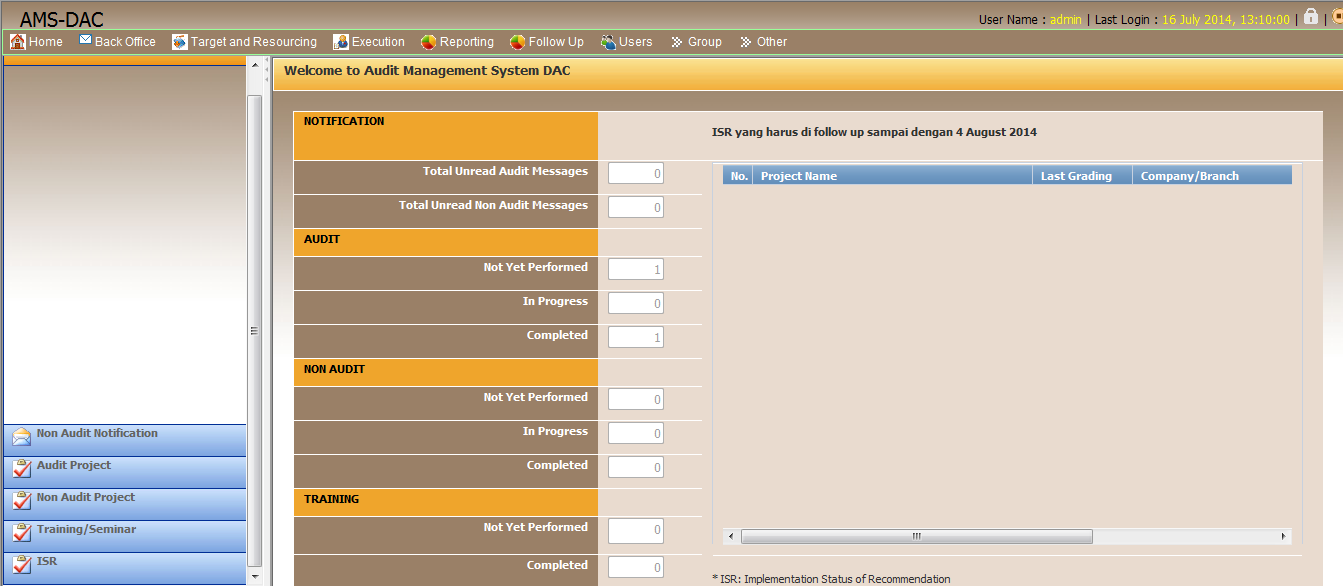 AMS-DAC
User Name : admin | Last Login : 16 July 2014, 13:10:00 | |
Home Back Office Target and Resourcing Execution Reporting Follow Up Users Group Other
Welcome to Audit Management System DAC
NOTIFICATION
Total Unread Audit Messages 0
Total Unread Non Audit Messages 0
AUDIT
Not Yet Performed 1
In Progress 0
Completed 1
NON AUDIT
Not Yet Performed 0
In Progress 0
Completed 0
TRAINING
Not Yet Performed 0
Completed 0
ISR yang harus di follow up sampai dengan 4 August 2014
No. Project Name Last Grading Company/Branch
* ISR: Implementation Status of Recommendation
Non Audit Notification
Audit Project
Non Audit Project
Training/Seminar
ISR